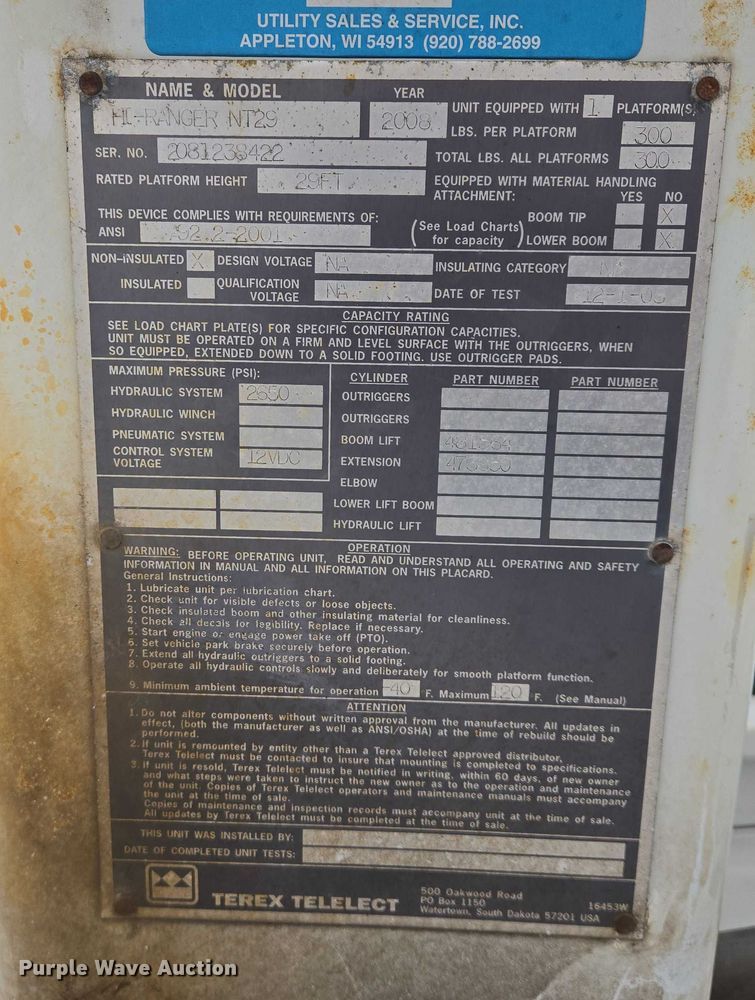 UTILITY SALES & SERVICE, INC.
APPLETON, WI 54913 (920) 788-2699
NAME & MODEL
YEAR
HI-RANGER NT29
2008
UNIT EQUIPPED WITH 1 PLATFORM(S)
LBS. PER PLATFORM 300
SER. NO. 2081238422
TOTAL LBS. ALL PLATFORMS 300
RATED PLATFORM HEIGHT 29FT
EQUIPPED WITH MATERIAL HANDLING
ATTACHMENT: YES NO
THIS DEVICE COMPLIES WITH REQUIREMENTS OF:
ANSI 92.2-2001
(See Load Charts for capacity)
BOOM TIP X
LOWER BOOM X
NON-INSULATED X DESIGN VOLTAGE NA INSULATING CATEGORY
INSULATED QUALIFICATION VOLTAGE NA DATE OF TEST
CAPACITY RATING
SEE LOAD CHART PLATE(S) FOR SPECIFIC CONFIGURATION CAPACITIES.
UNIT MUST BE OPERATED ON A FIRM AND LEVEL SURFACE WITH THE OUTRIGGERS, WHEN
SO EQUIPPED, EXTENDED DOWN TO A SOLID FOOTING. USE OUTRIGGER PADS.
MAXIMUM PRESSURE (PSI):
HYDRAULIC SYSTEM 2650
HYDRAULIC WINCH
PNEUMATIC SYSTEM
CONTROL SYSTEM
VOLTAGE 12VDC
CYLINDER PART NUMBER PART NUMBER
OUTRIGGERS
OUTRIGGERS
BOOM LIFT
EXTENSION
ELBOW
LOWER LIFT BOOM
HYDRAULIC LIFT
OPERATION
WARNING: BEFORE OPERATING UNIT, READ AND UNDERSTAND ALL OPERATING AND SAFETY
INFORMATION IN MANUAL AND ALL INFORMATION ON THIS PLACARD.
General Instructions:
1. Lubricate unit per lubrication chart.
2. Check unit for visible defects or loose objects.
3. Check insulated boom and other insulating material for cleanliness.
4. Check all decals for legibility. Replace if necessary.
5. Start engine or engage power take off (PTO).
6. Set vehicle park brake securely before operation.
7. Extend all hydraulic outriggers to a solid footing.
8. Operate all hydraulic controls slowly and deliberately for smooth platform function.
9. Minimum ambient temperature for operation -40 F. Maximum 120 F. (See Manual)
ATTENTION
1. Do not alter components without written approval from the manufacturer. All updates in
effect, (both the manufacturer as well as ANSI/OSHA) at the time of rebuild should be
performed.
2. If unit is remounted by entity other than a Terex Telelect approved distributor,
Terex Telelect must be contacted to insure that mounting is completed to specifications.
3. If unit is resold, Terex Telelect must be notified in writing, within 60 days, of new owner
and what steps were taken to instruct the new owner as to the operation and maintenance
of the unit. Copies of Terex Telelect operators and maintenance manuals must accompany
the unit at the time of sale.
Copies of maintenance and inspection records must accompany unit at the time of sale.
All updates by Terex Telelect must be completed at the time of sale.
THIS UNIT WAS INSTALLED BY:
DATE OF COMPLETED UNIT TESTS:
TEREX TELELECT
500 Oakwood Road
PO Box 1150
Watertown, South Dakota 57201 USA
16453W
Purple Wave Auction